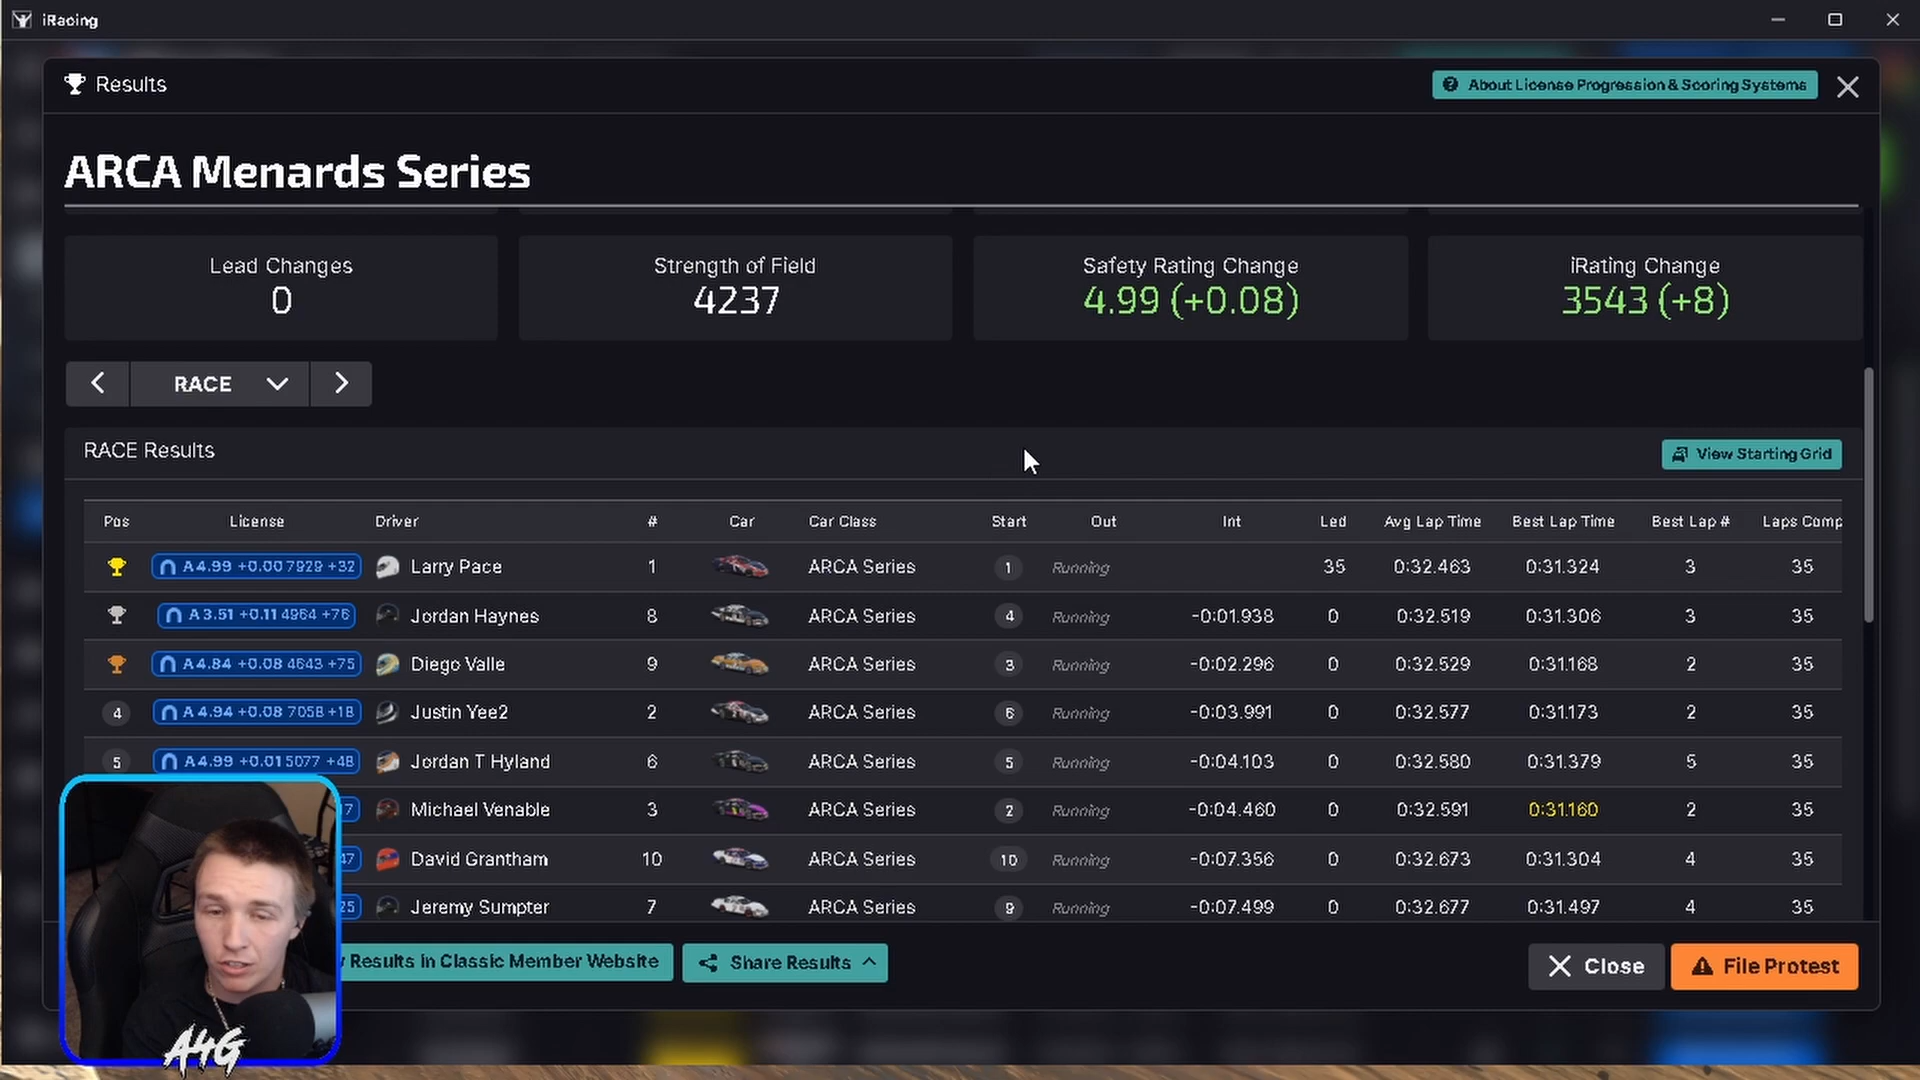 iRacing
Results
About License Progression & Scoring Systems
ARCA Menards Series
Lead Changes
0
Strength of Field
4237
Safety Rating Change
4.99 (+0.08)
iRating Change
3543 (+8)
RACE
RACE Results
View Starting Grid
Pos License Driver # Car Car Class Start Out Int Led Avg Lap Time Best Lap Time Best Lap # Laps Comp
A 4.99 +0.00 7929 +32 Larry Pace 1 ARCA Series 1 Running 35 0:32.463 0:31.324 3 35
A 3.51 +0.11 4964 +76 Jordan Haynes 8 ARCA Series 4 Running -0:01.938 0 0:32.519 0:31.306 3 35
A 4.84 +0.08 4643 +75 Diego Valle 9 ARCA Series 3 Running -0:02.296 0 0:32.529 0:31.168 2 35
4 A 4.94 +0.08 7058 +18 Justin Yee2 2 ARCA Series 6 Running -0:03.991 0 0:32.577 0:31.173 2 35
5 A 4.99 +0.01 5077 +48 Jordan T Hyland 6 ARCA Series 5 Running -0:04.103 0 0:32.580 0:31.379 5 35
7 Michael Venable 3 ARCA Series 2 Running -0:04.460 0 0:32.591 0:31.160 2 35
47 David Grantham 10 ARCA Series 10 Running -0:07.356 0 0:32.673 0:31.304 4 35
25 Jeremy Sumpter 7 ARCA Series 9 Running -0:07.499 0 0:32.677 0:31.497 4 35
Results in Classic Member Website
Share Results
Close
File Protest
A4G